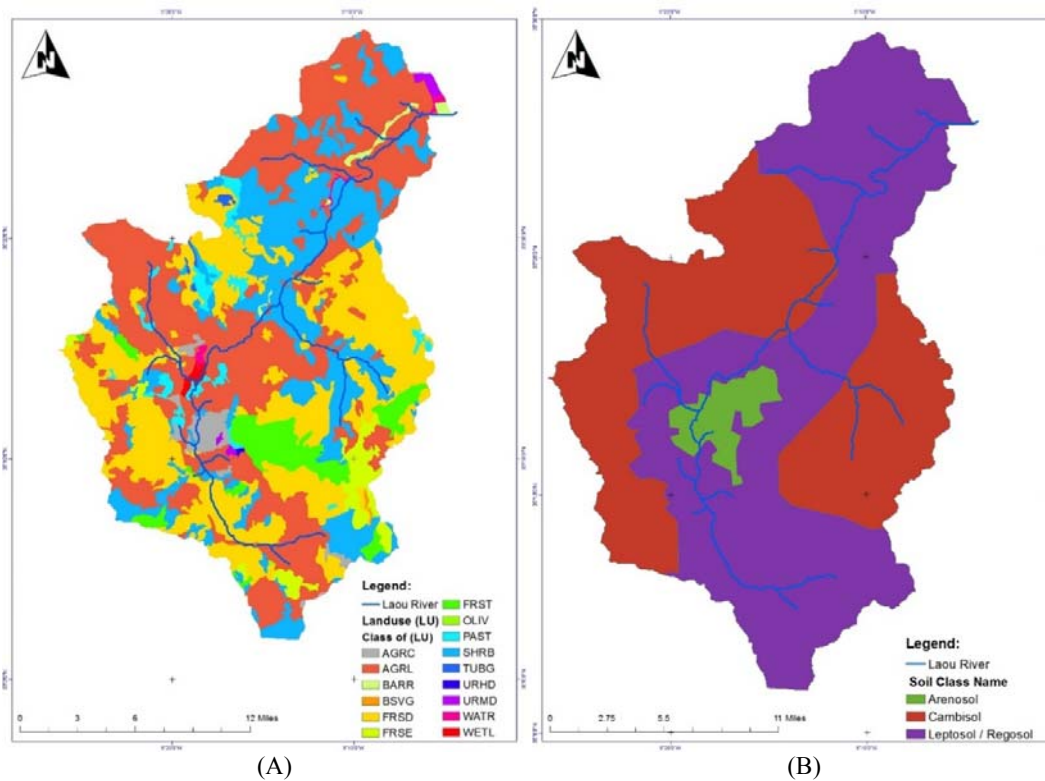 N
Legend:
Laou River
Landuse (LU)
Class of (LU)
AGRC
AGRL
BARR
BSVG
FRSD
FRSE
FRST
OLIV
PAST
SHRB
TUBG
URHD
URMD
WATR
WETL
0 3 6 12 Miles
(A)
N
Legend:
Laou River
Soil Class Name
Arenosol
Cambisol
Leptosol / Regosol
0 2.75 5.5 11 Miles
(B)